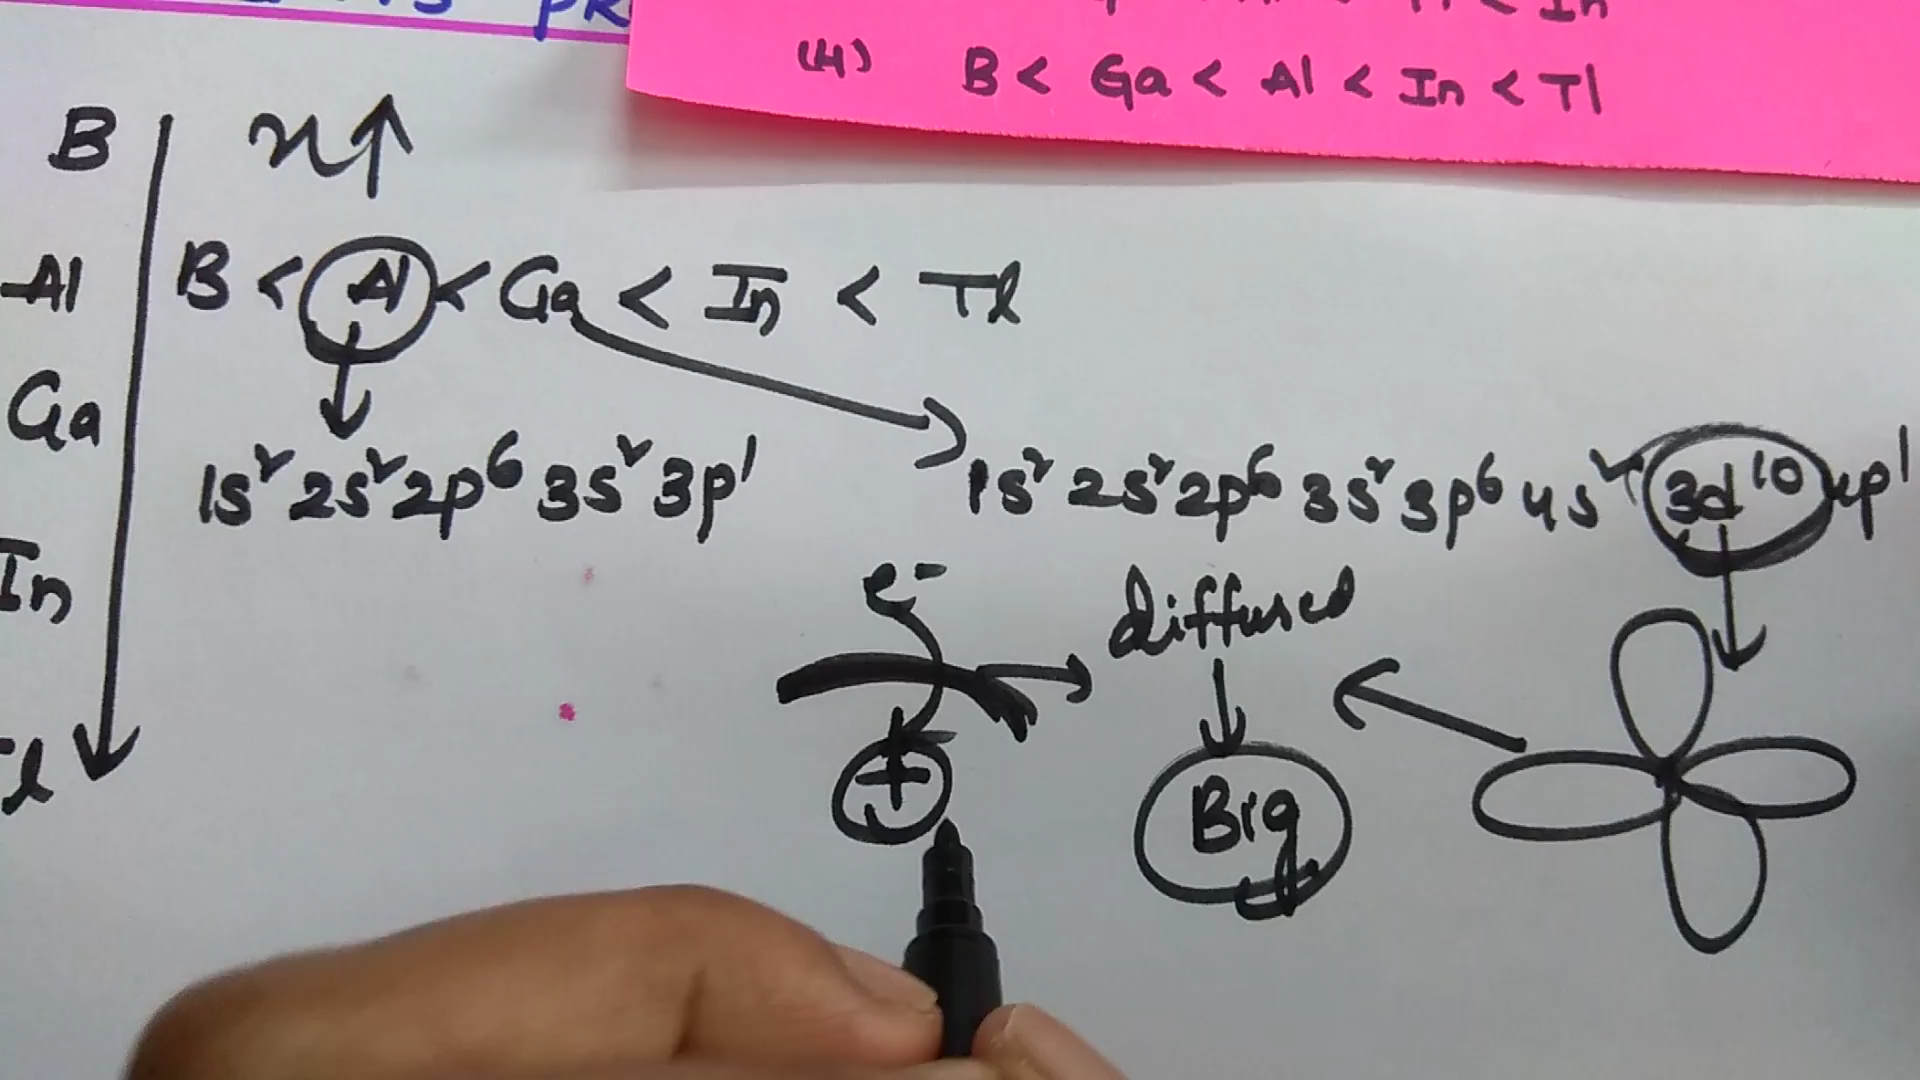 < In
(4) B < Ga < Al < In < Tl
B n↑
Al B < Al < Ga < In < Tl
Ga
1s² 2s² 2p⁶ 3s² 3p¹ 1s² 2s² 2p⁶ 3s² 3p⁶ 4s² 3d¹⁰ 4p¹
In e⁻ diffused
+ Big